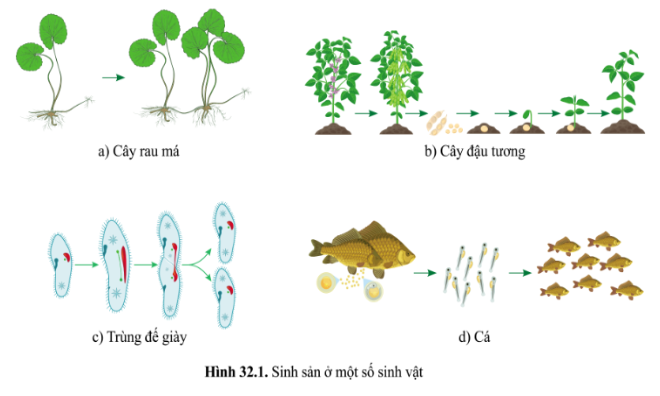 a) Cây rau má
b) Cây đậu tương
c) Trùng đế giày
d) Cá
Hình 32.1. Sinh sản ở một số sinh vật